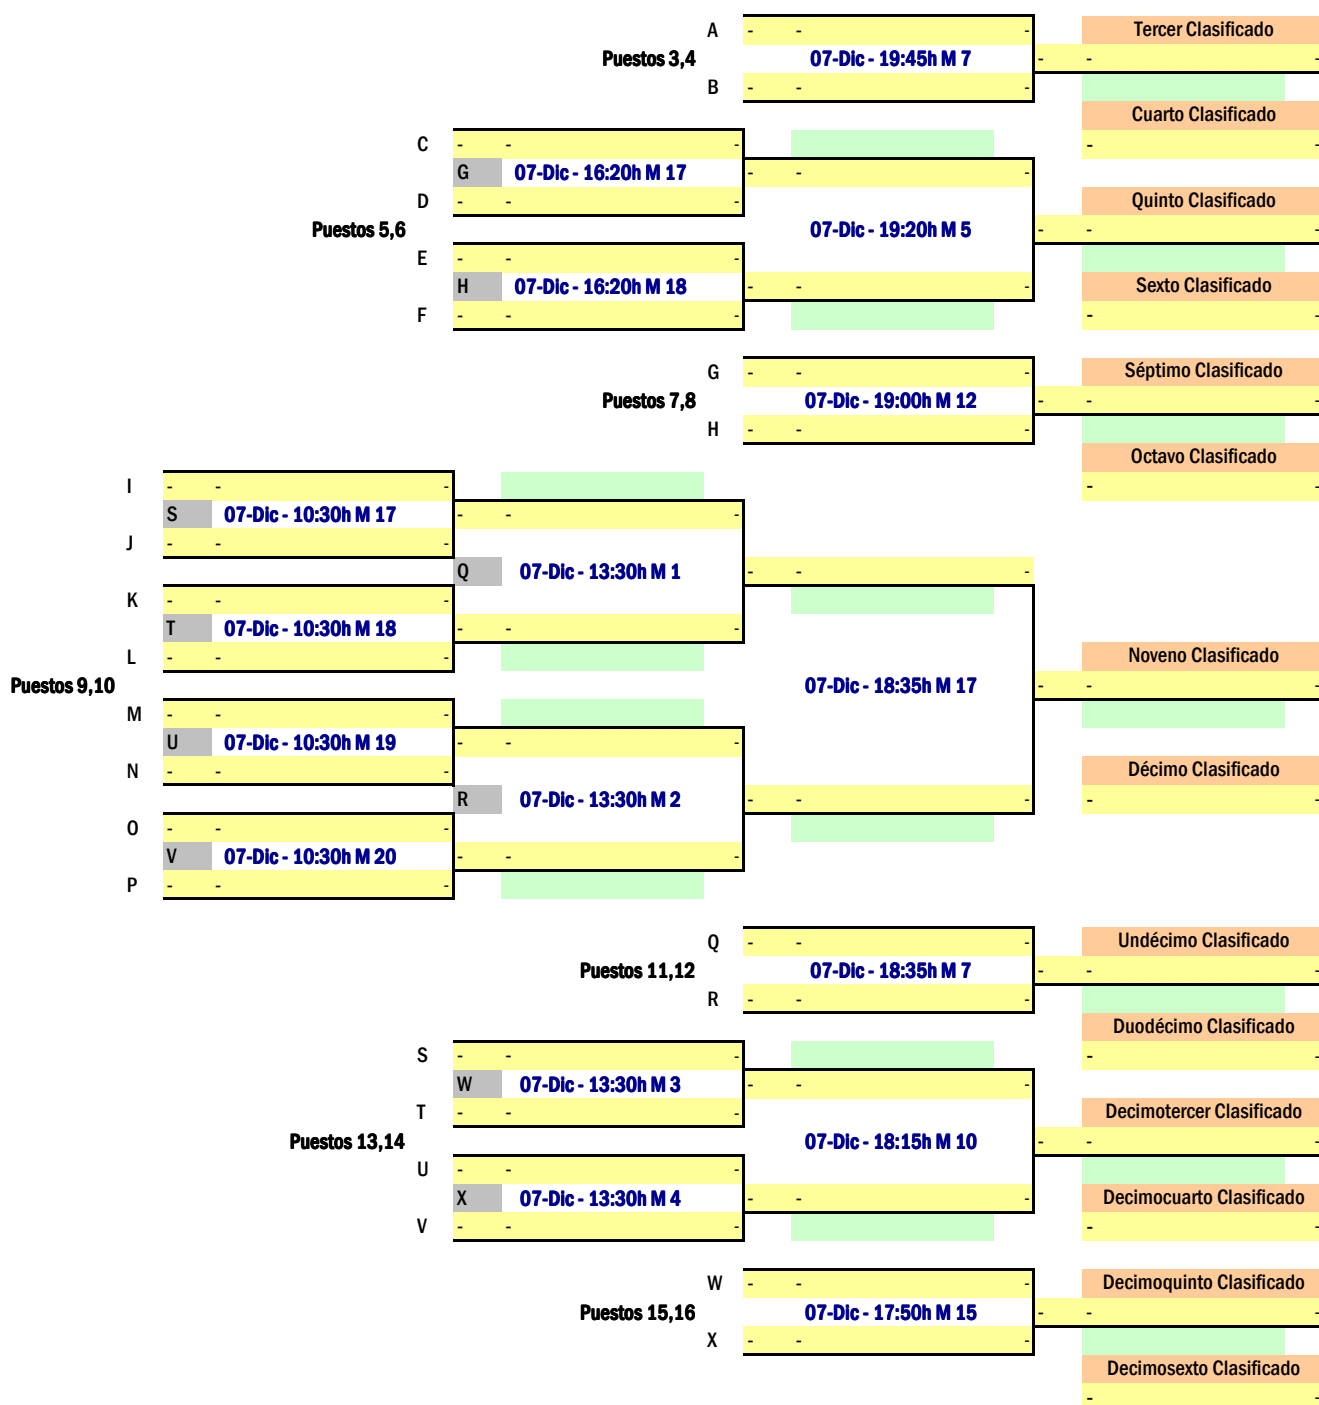 A - - - Tercer Clasificado
Puestos 3,4 07-Dic - 19:45h M 7 - - -
B - - -
Cuarto Clasificado
C - - - - -
G 07-Dic - 16:20h M 17 - - -
D - - - Quinto Clasificado
Puestos 5,6 07-Dic - 19:20h M 5 - - -
E - - -
H 07-Dic - 16:20h M 18 - - - Sexto Clasificado
F - - - - -
G - - - Séptimo Clasificado
Puestos 7,8 07-Dic - 19:00h M 12 - - -
H - - -
Octavo Clasificado
I - - - - -
S 07-Dic - 10:30h M 17 - - -
J - - -
Q 07-Dic - 13:30h M 1 - - -
K - - -
T 07-Dic - 10:30h M 18 - - -
L - - - Noveno Clasificado
Puestos 9,10 07-Dic - 18:35h M 17 - - -
M - - -
U 07-Dic - 10:30h M 19 - - -
N - - - Décimo Clasificado
R 07-Dic - 13:30h M 2 - - - - -
O - - -
V 07-Dic - 10:30h M 20 - - -
P - - -
Q - - - Undécimo Clasificado
Puestos 11,12 07-Dic - 18:35h M 7 - - -
R - - -
Duodécimo Clasificado
S - - - - -
W 07-Dic - 13:30h M 3 - - -
T - - - Decimotercer Clasificado
Puestos 13,14 07-Dic - 18:15h M 10 - - -
U - - -
X 07-Dic - 13:30h M 4 - - - Decimocuarto Clasificado
V - - - - -
W - - - Decimoquinto Clasificado
Puestos 15,16 07-Dic - 17:50h M 15 - - -
X - - -
Decimosexto Clasificado
- -